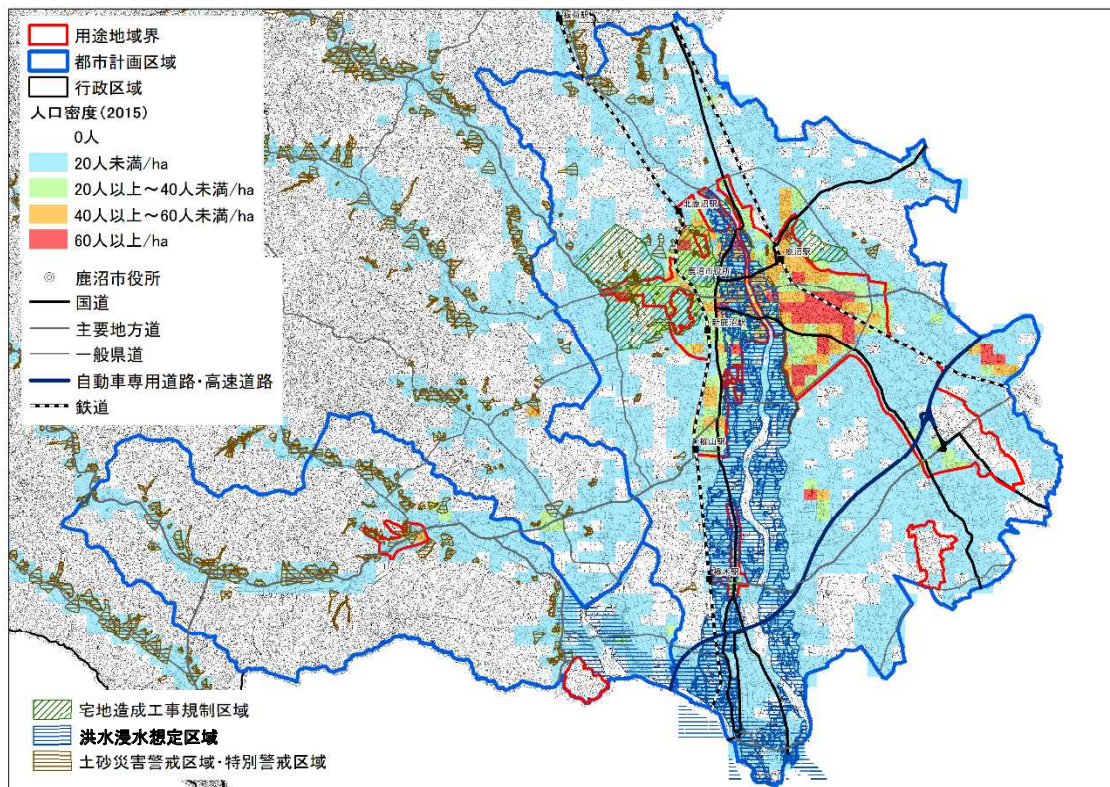 用途地域界
都市計画区域
行政区域
人口密度(2015)
0人
20人未満/ha
20人以上～40人未満/ha
40人以上～60人未満/ha
60人以上/ha
鹿沼市役所
国道
主要地方道
一般県道
自動車専用道路・高速道路
鉄道
板荷駅
北鹿沼駅
鹿沼駅
鹿沼市役所
新鹿沼駅
樅山駅
楡木駅
宅地造成工事規制区域
洪水浸水想定区域
土砂災害警戒区域・特別警戒区域